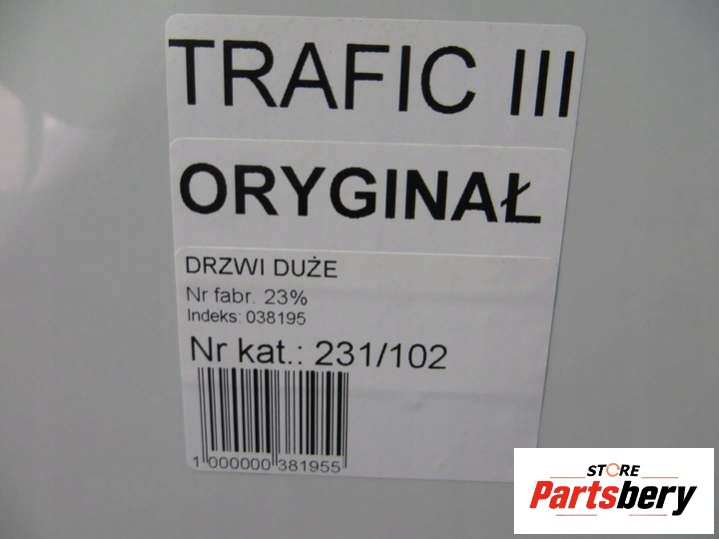 TRAFIC III
ORYGINAŁ
DRZWI DUŻE
Nr fabr. 23%
Indeks: 038195
Nr kat.: 231/102
1 000000 381955
STORE
Partsbery